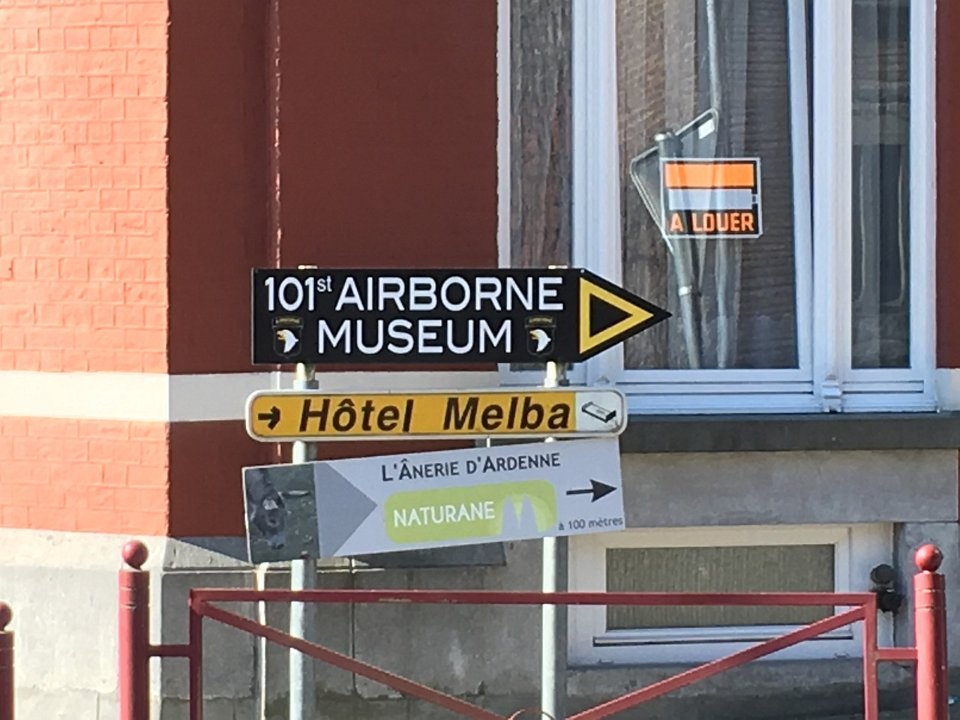 A LOUER
101st AIRBORNE
MUSEUM
Hôtel Melba
L'ÂNERIE D'ARDENNE
NATURANE
à 100 mètres